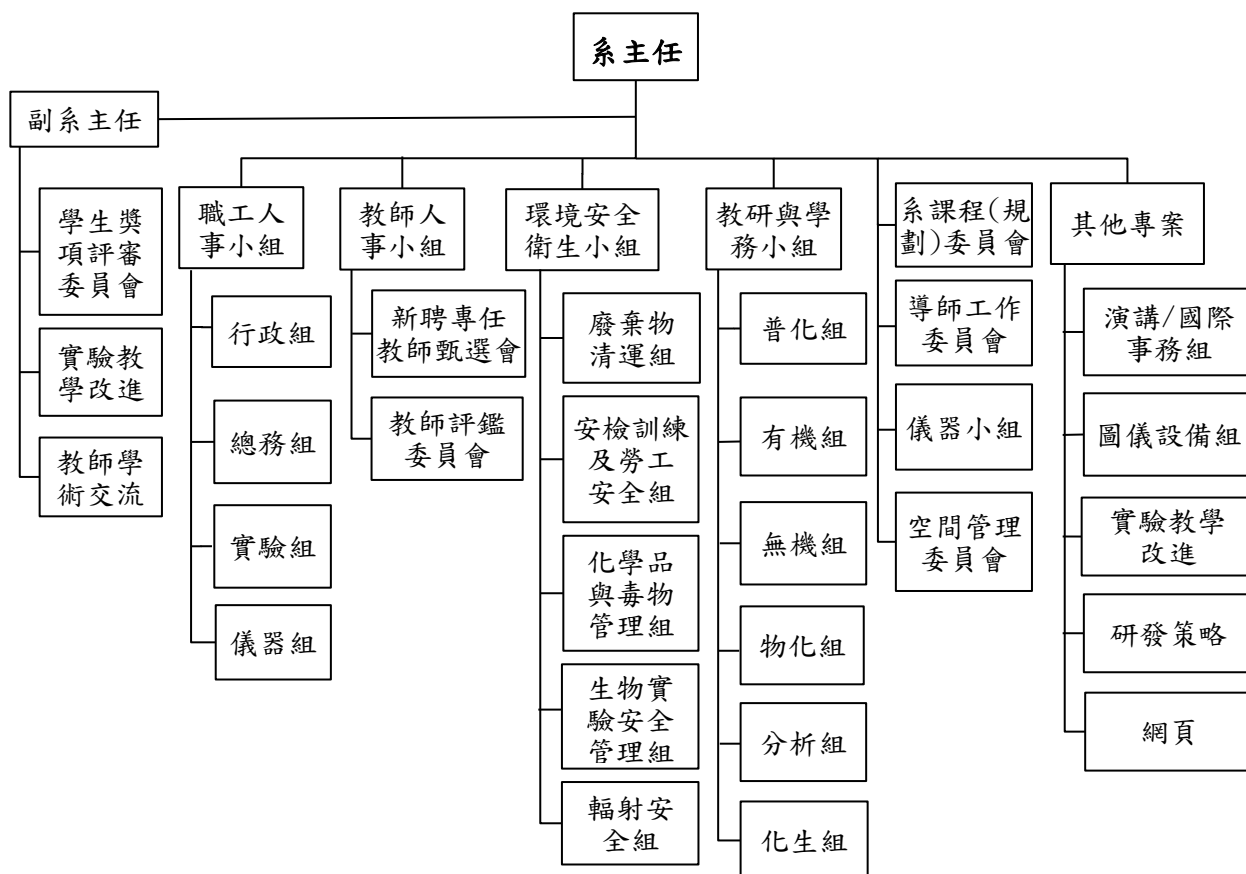 系主任
副系主任
學生獎
項評審
委員會
實驗教
學改進
教師學
術交流
職工人
事小組
行政組
總務組
實驗組
儀器組
教師人
事小組
新聘專任
教師甄選會
教師評鑑
委員會
環境安全
衛生小組
廢棄物
清運組
安檢訓練
及勞工
安全組
化學品
與毒物
管理組
生物實
驗安全
管理組
輻射安
全組
教研與學
務小組
普化組
有機組
無機組
物化組
分析組
化生組
系課程(規
劃)委員會
導師工作
委員會
儀器小組
空間管理
委員會
其他專案
演講/國際
事務組
圖儀設備組
實驗教學
改進
研發策略
網頁